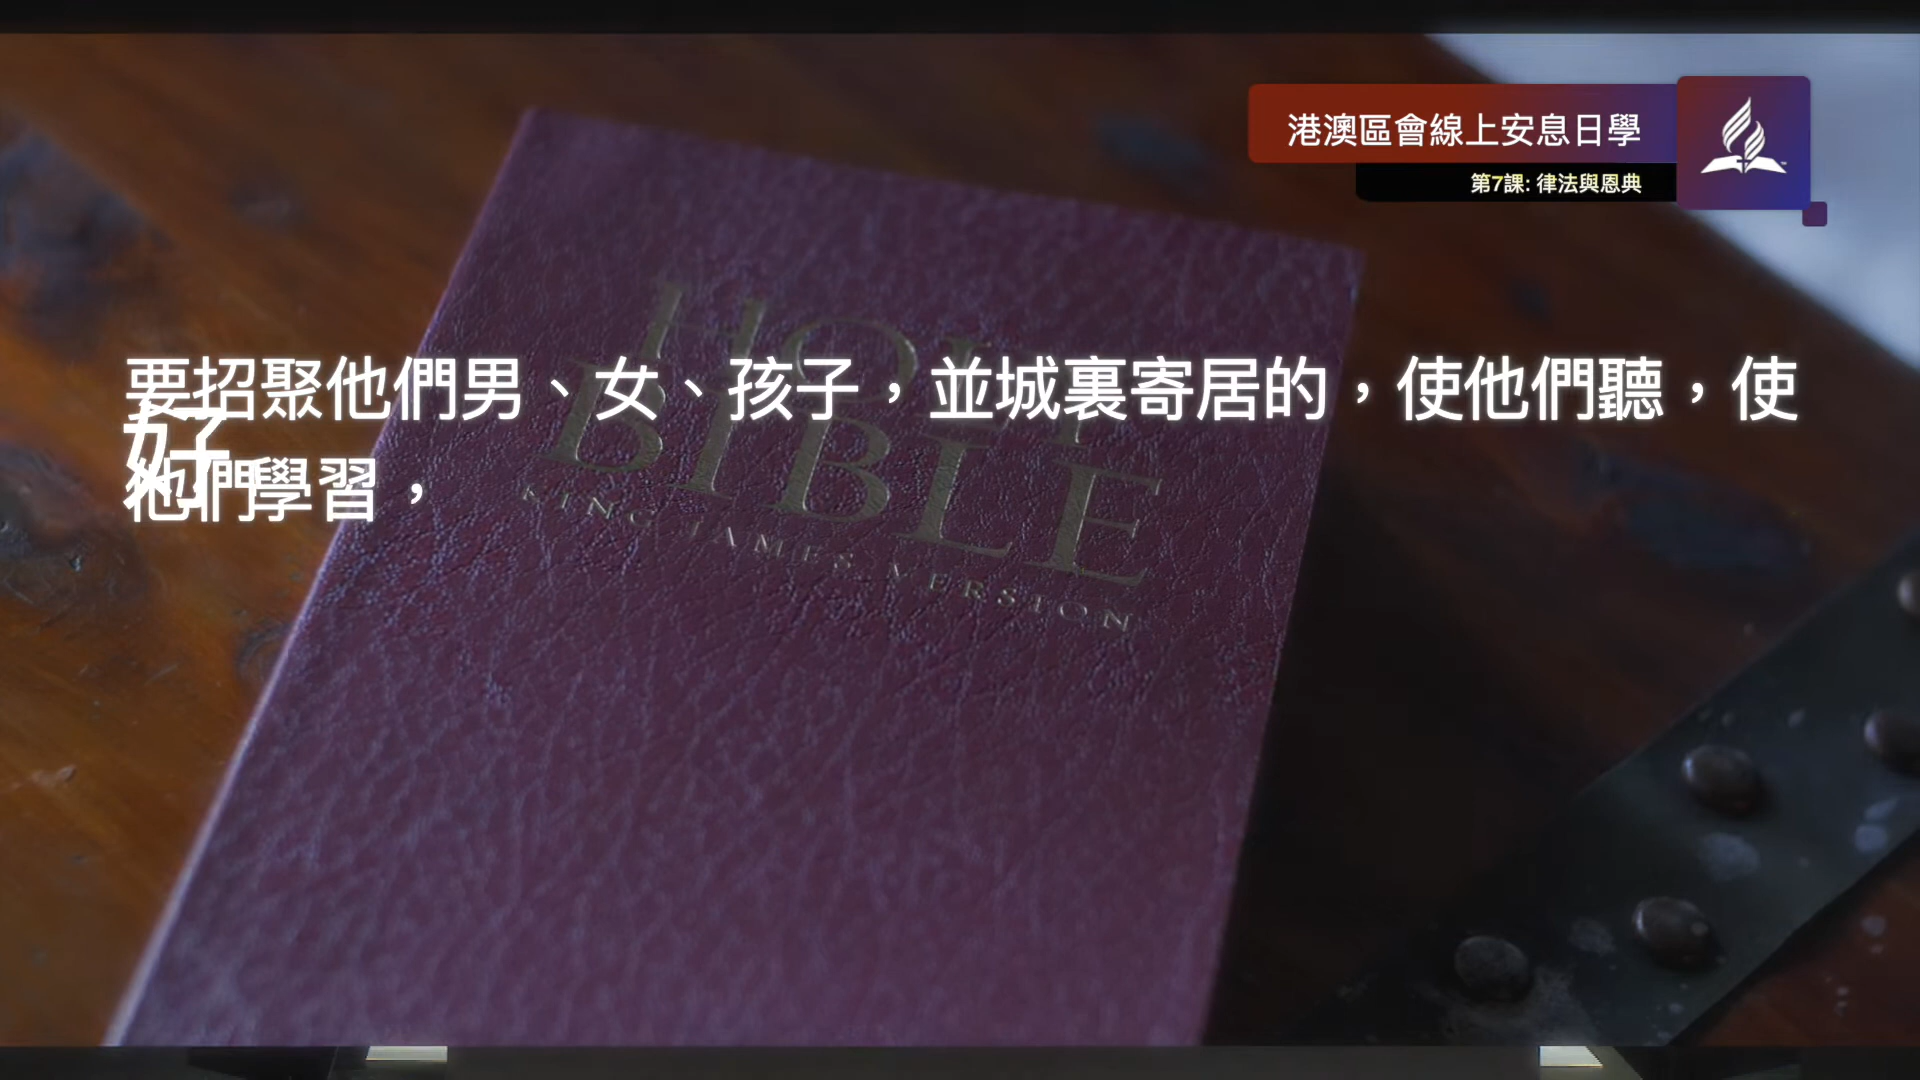 港澳區會線上安息日學
第7課: 律法與恩典
要招聚他們男、女、孩子，並城裏寄居的，使他們聽，使
好
他們學習，
HOLY
BIBLE
KING JAMES VERSION